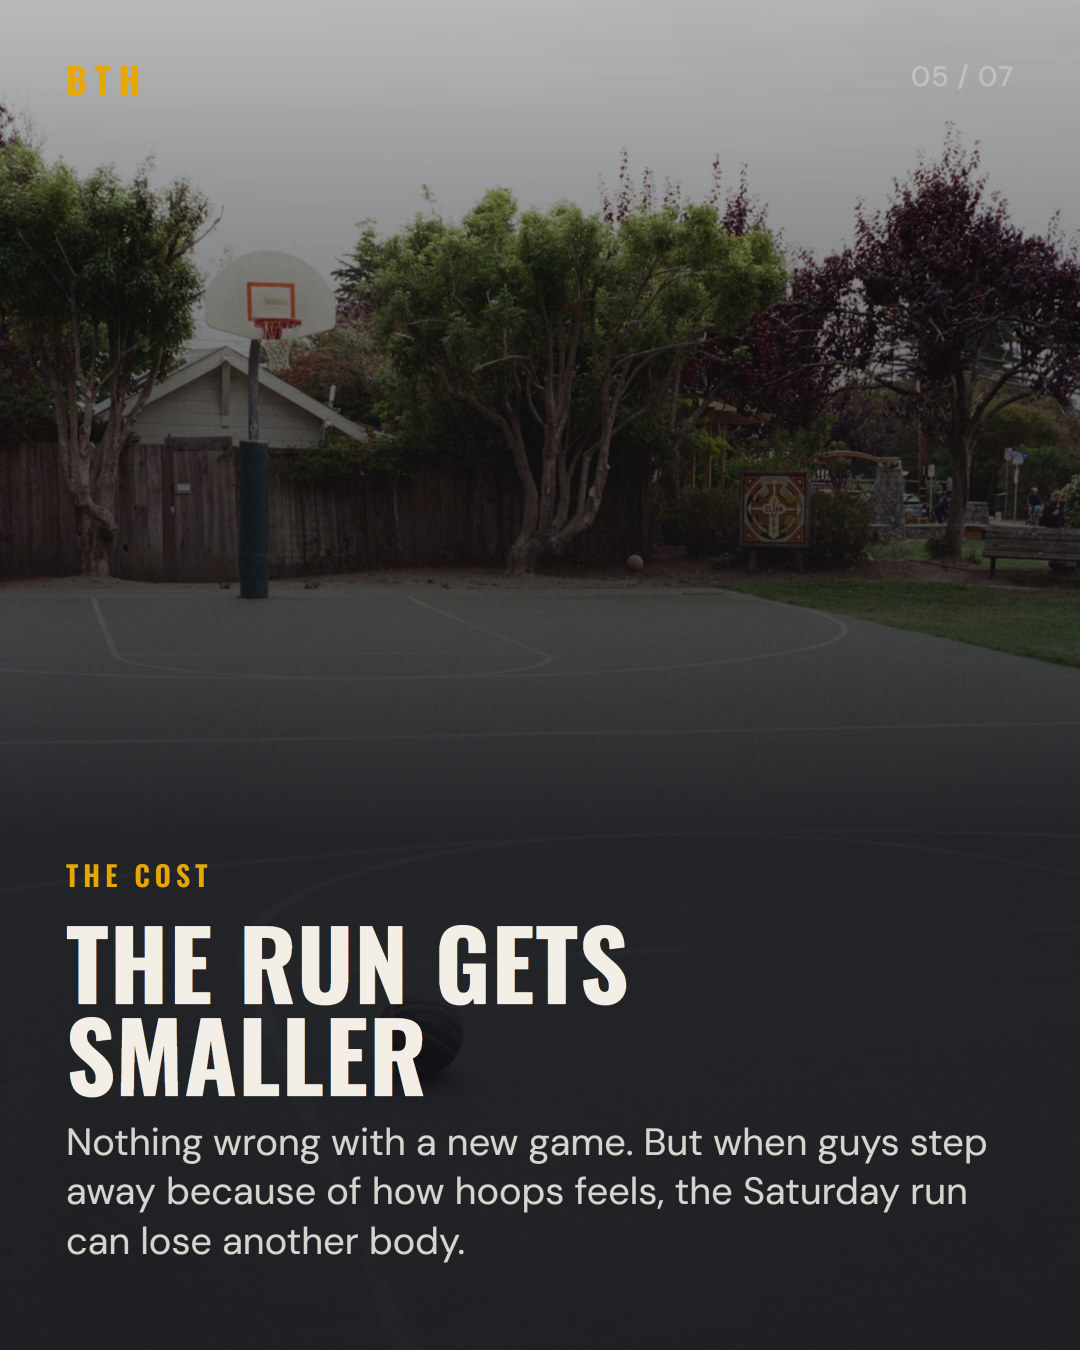 BTH
05 / 07
THE COST
THE RUN GETS
SMALLER
Nothing wrong with a new game. But when guys step
away because of how hoops feels, the Saturday run
can lose another body.